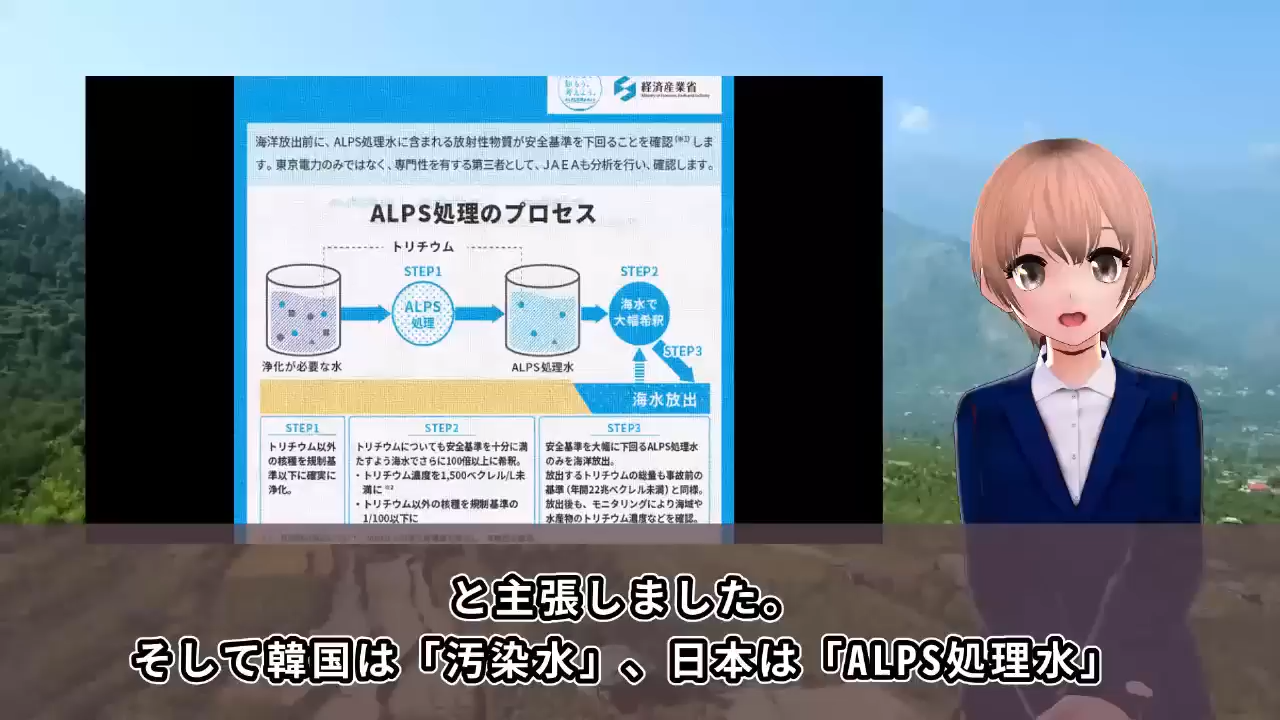 知ろう。
考えよう。
経済産業省
海洋放出前に、ALPS処理水に含まれる放射性物質が安全基準を下回ることを確認(※1)しま
す。東京電力のみではなく、専門性を有する第三者として、JAEAも分析を行い、確認します。
ALPS処理のプロセス
トリチウム
STEP1
ALPS
処理
STEP2
海水で
大幅希釈
STEP3
浄化が必要な水
ALPS処理水
海水放出
STEP1
トリチウム以外
の核種を規制基
準以下に確実に
浄化。
STEP2
トリチウムについても安全基準を十分に満
たすよう海水でさらに100倍以上に希釈。
・トリチウム濃度を1,500ベクレル/L未
満に ※2
・トリチウム以外の核種を規制基準の
1/100以下に
STEP3
安全基準を大幅に下回るALPS処理水
のみを海洋放出。
放出するトリチウムの総量も事故前の
基準（年間22兆ベクレル未満）と同様。
放出後も、モニタリングにより海域や
水産物のトリチウム濃度などを確認。
と主張しました。
そして韓国は「汚染水」、日本は「ALPS処理水」